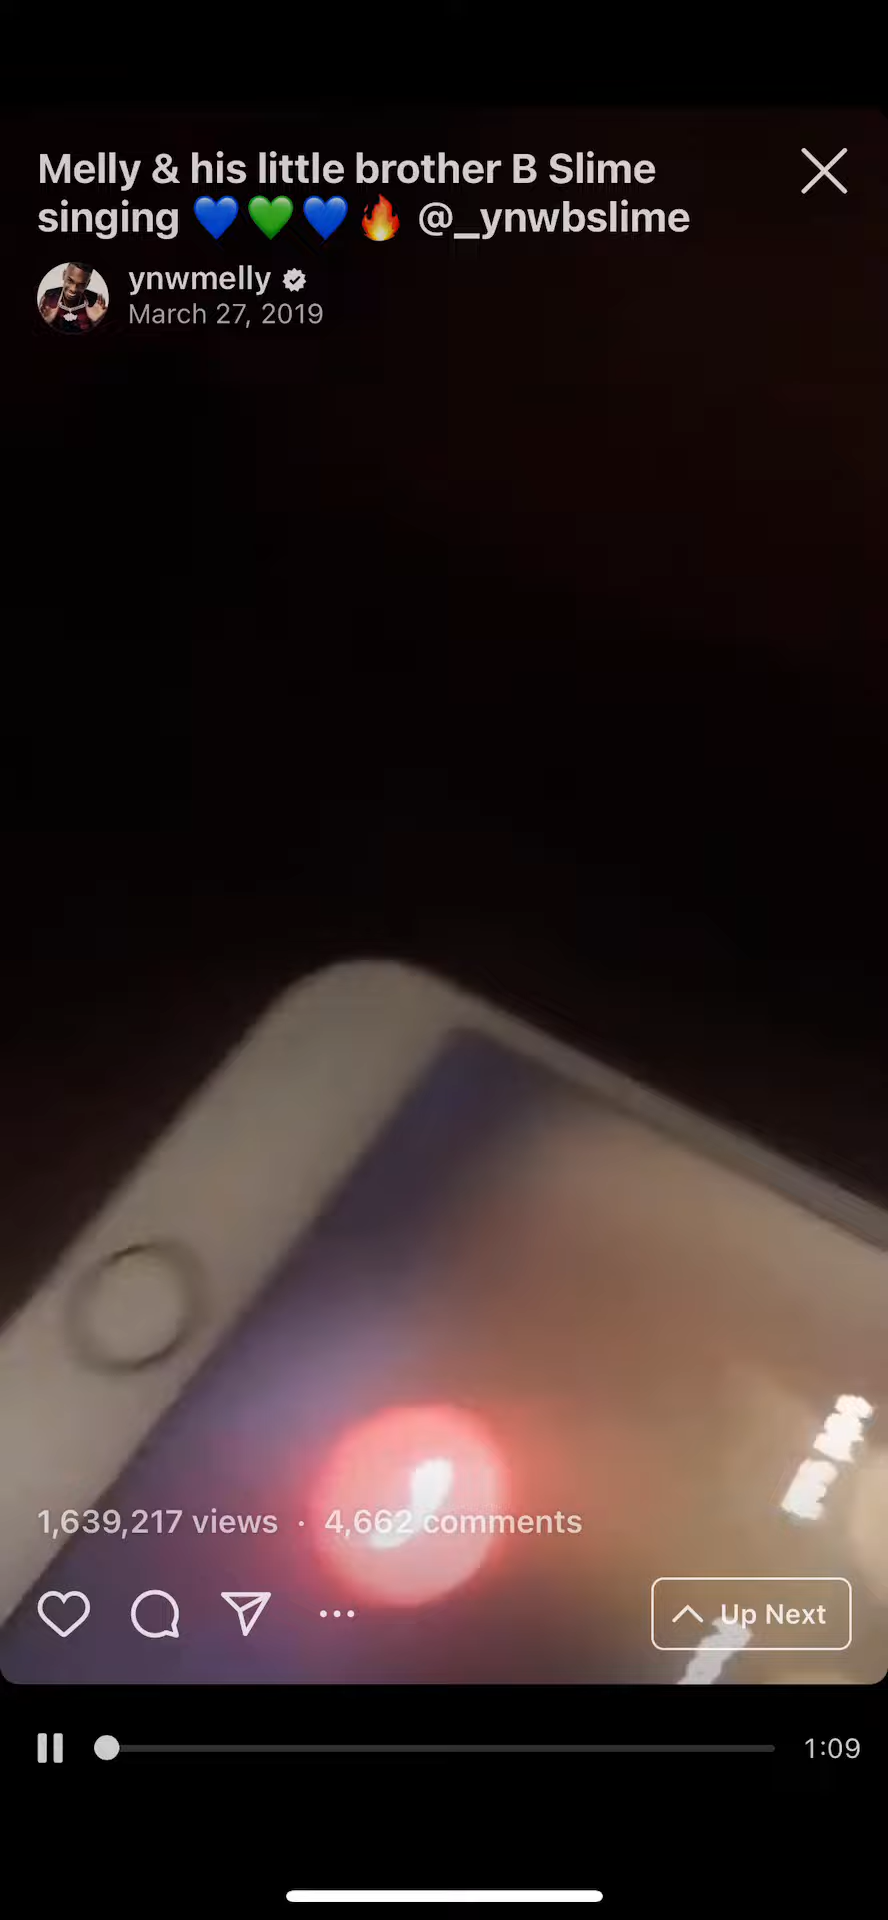 Melly & his little brother B Slime
singing 💙💚💙🔥 @_ynwbslime
ynwmelly
March 27, 2019
1,639,217 views · 4,662 comments
Up Next
1:09